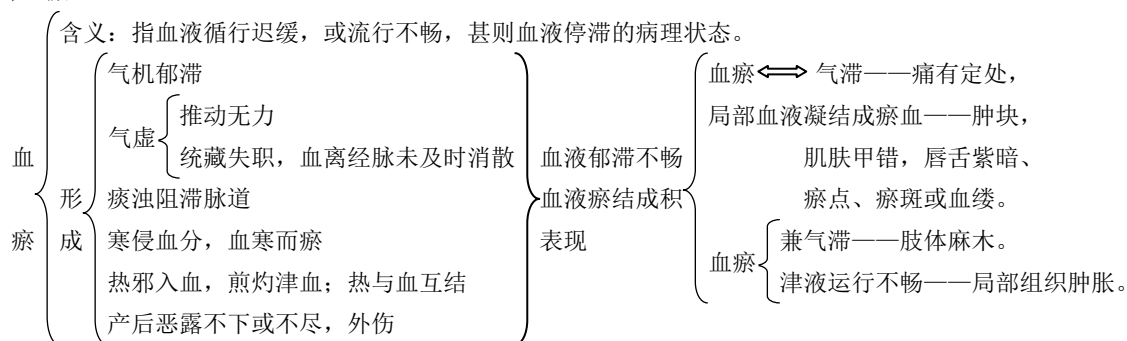 含义：指血液循行迟缓，或流行不畅，甚则血液停滞的病理状态。
血瘀
形成
气机郁滞
气虚
推动无力
统藏失职，血离经脉未及时消散
痰浊阻滞脉道
寒侵血分，血寒而瘀
热邪入血，煎灼津血；热与血互结
产后恶露不下或不尽，外伤
血液郁滞不畅
血液瘀结成积
表现
血瘀⟺气滞——痛有定处，
局部血液凝结成瘀血——肿块，
肌肤甲错，唇舌紫暗、
瘀点、瘀斑或血缕。
血瘀
兼气滞——肢体麻木。
津液运行不畅——局部组织肿胀。